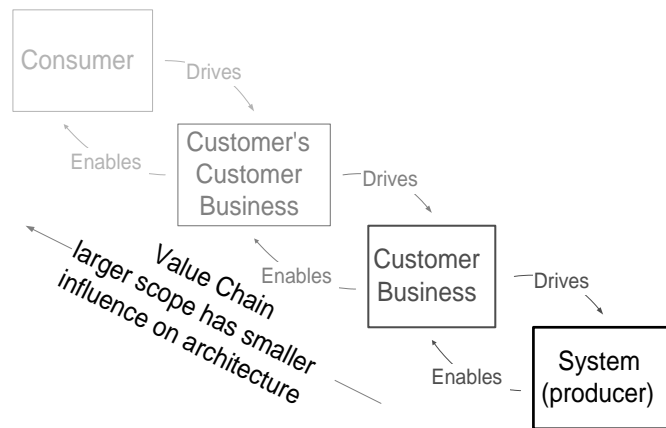 Consumer
Drives
Enables
Customer's
Customer
Business
Drives
Enables
Customer
Business
Drives
Enables
System
(producer)
Value Chain
larger scope has smaller
influence on architecture